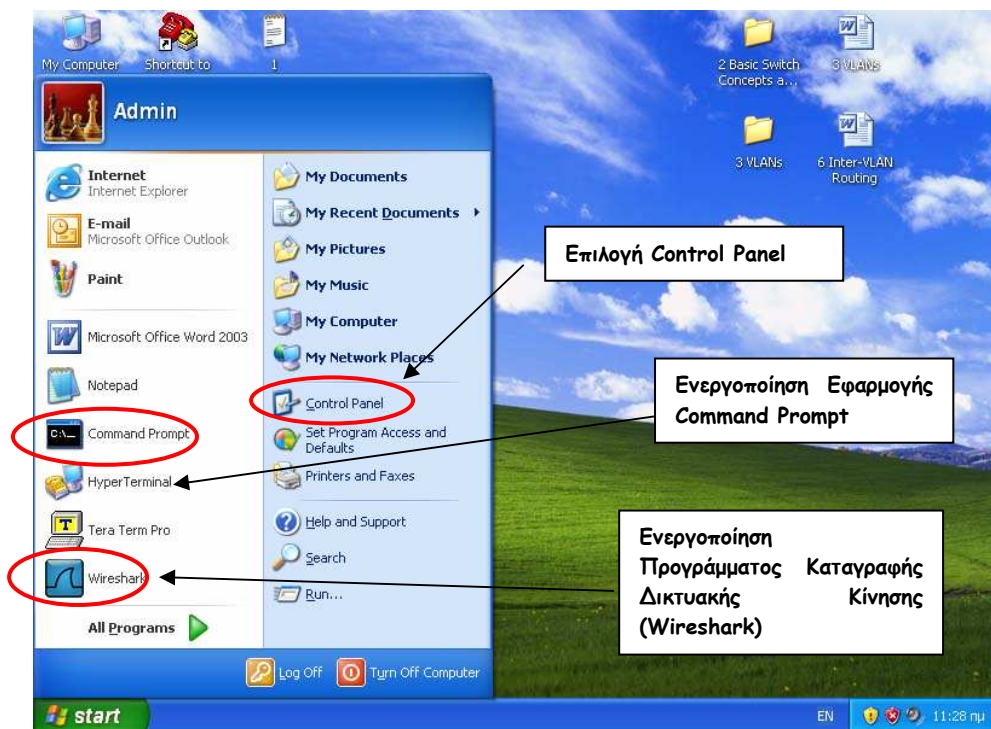 My Computer
Shortcut to
1
2 Basic Switch
Concepts a...
3 VLANs
3 VLANs
6 Inter-VLAN
Routing
Admin
Internet
Internet Explorer
E-mail
Microsoft Office Outlook
Paint
Microsoft Office Word 2003
Notepad
C:\_
Command Prompt
HyperTerminal
T
Tera Term Pro
Wireshark
All Programs
My Documents
My Recent Documents
My Pictures
My Music
My Computer
My Network Places
Control Panel
Set Program Access and
Defaults
Printers and Faxes
Help and Support
Search
Run...
Log Off
Turn Off Computer
Επιλογή Control Panel
Ενεργοποίηση Εφαρμογής
Command Prompt
Ενεργοποίηση
Προγράμματος Καταγραφής
Δικτυακής Κίνησης
(Wireshark)
start
EN
11:28 πμ